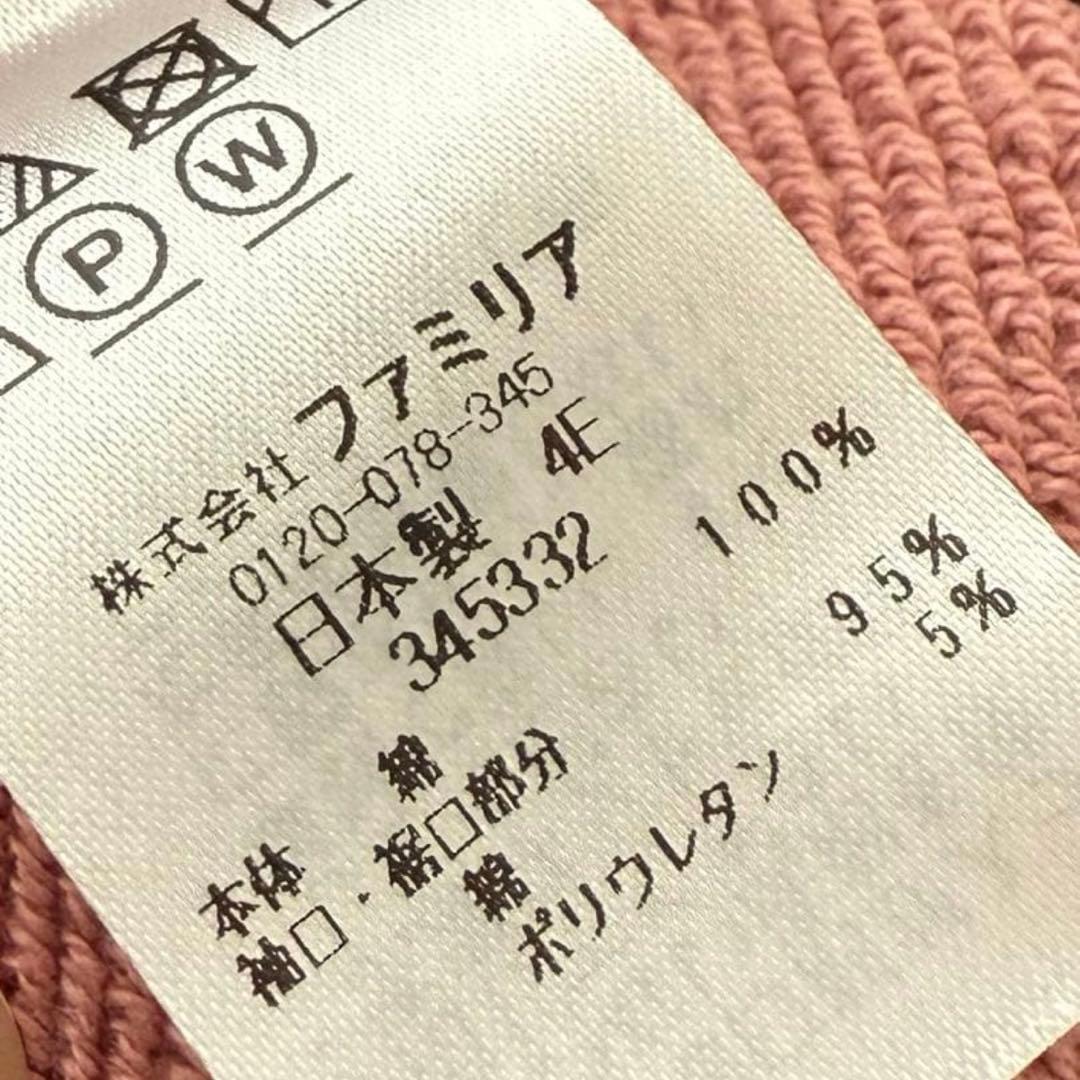 W
P
株式会社 ファミリア
0120-078-345
日本製 4E
345332
本体 綿 100%
袖口・裾口部分
綿 95%
ポリウレタン 5%